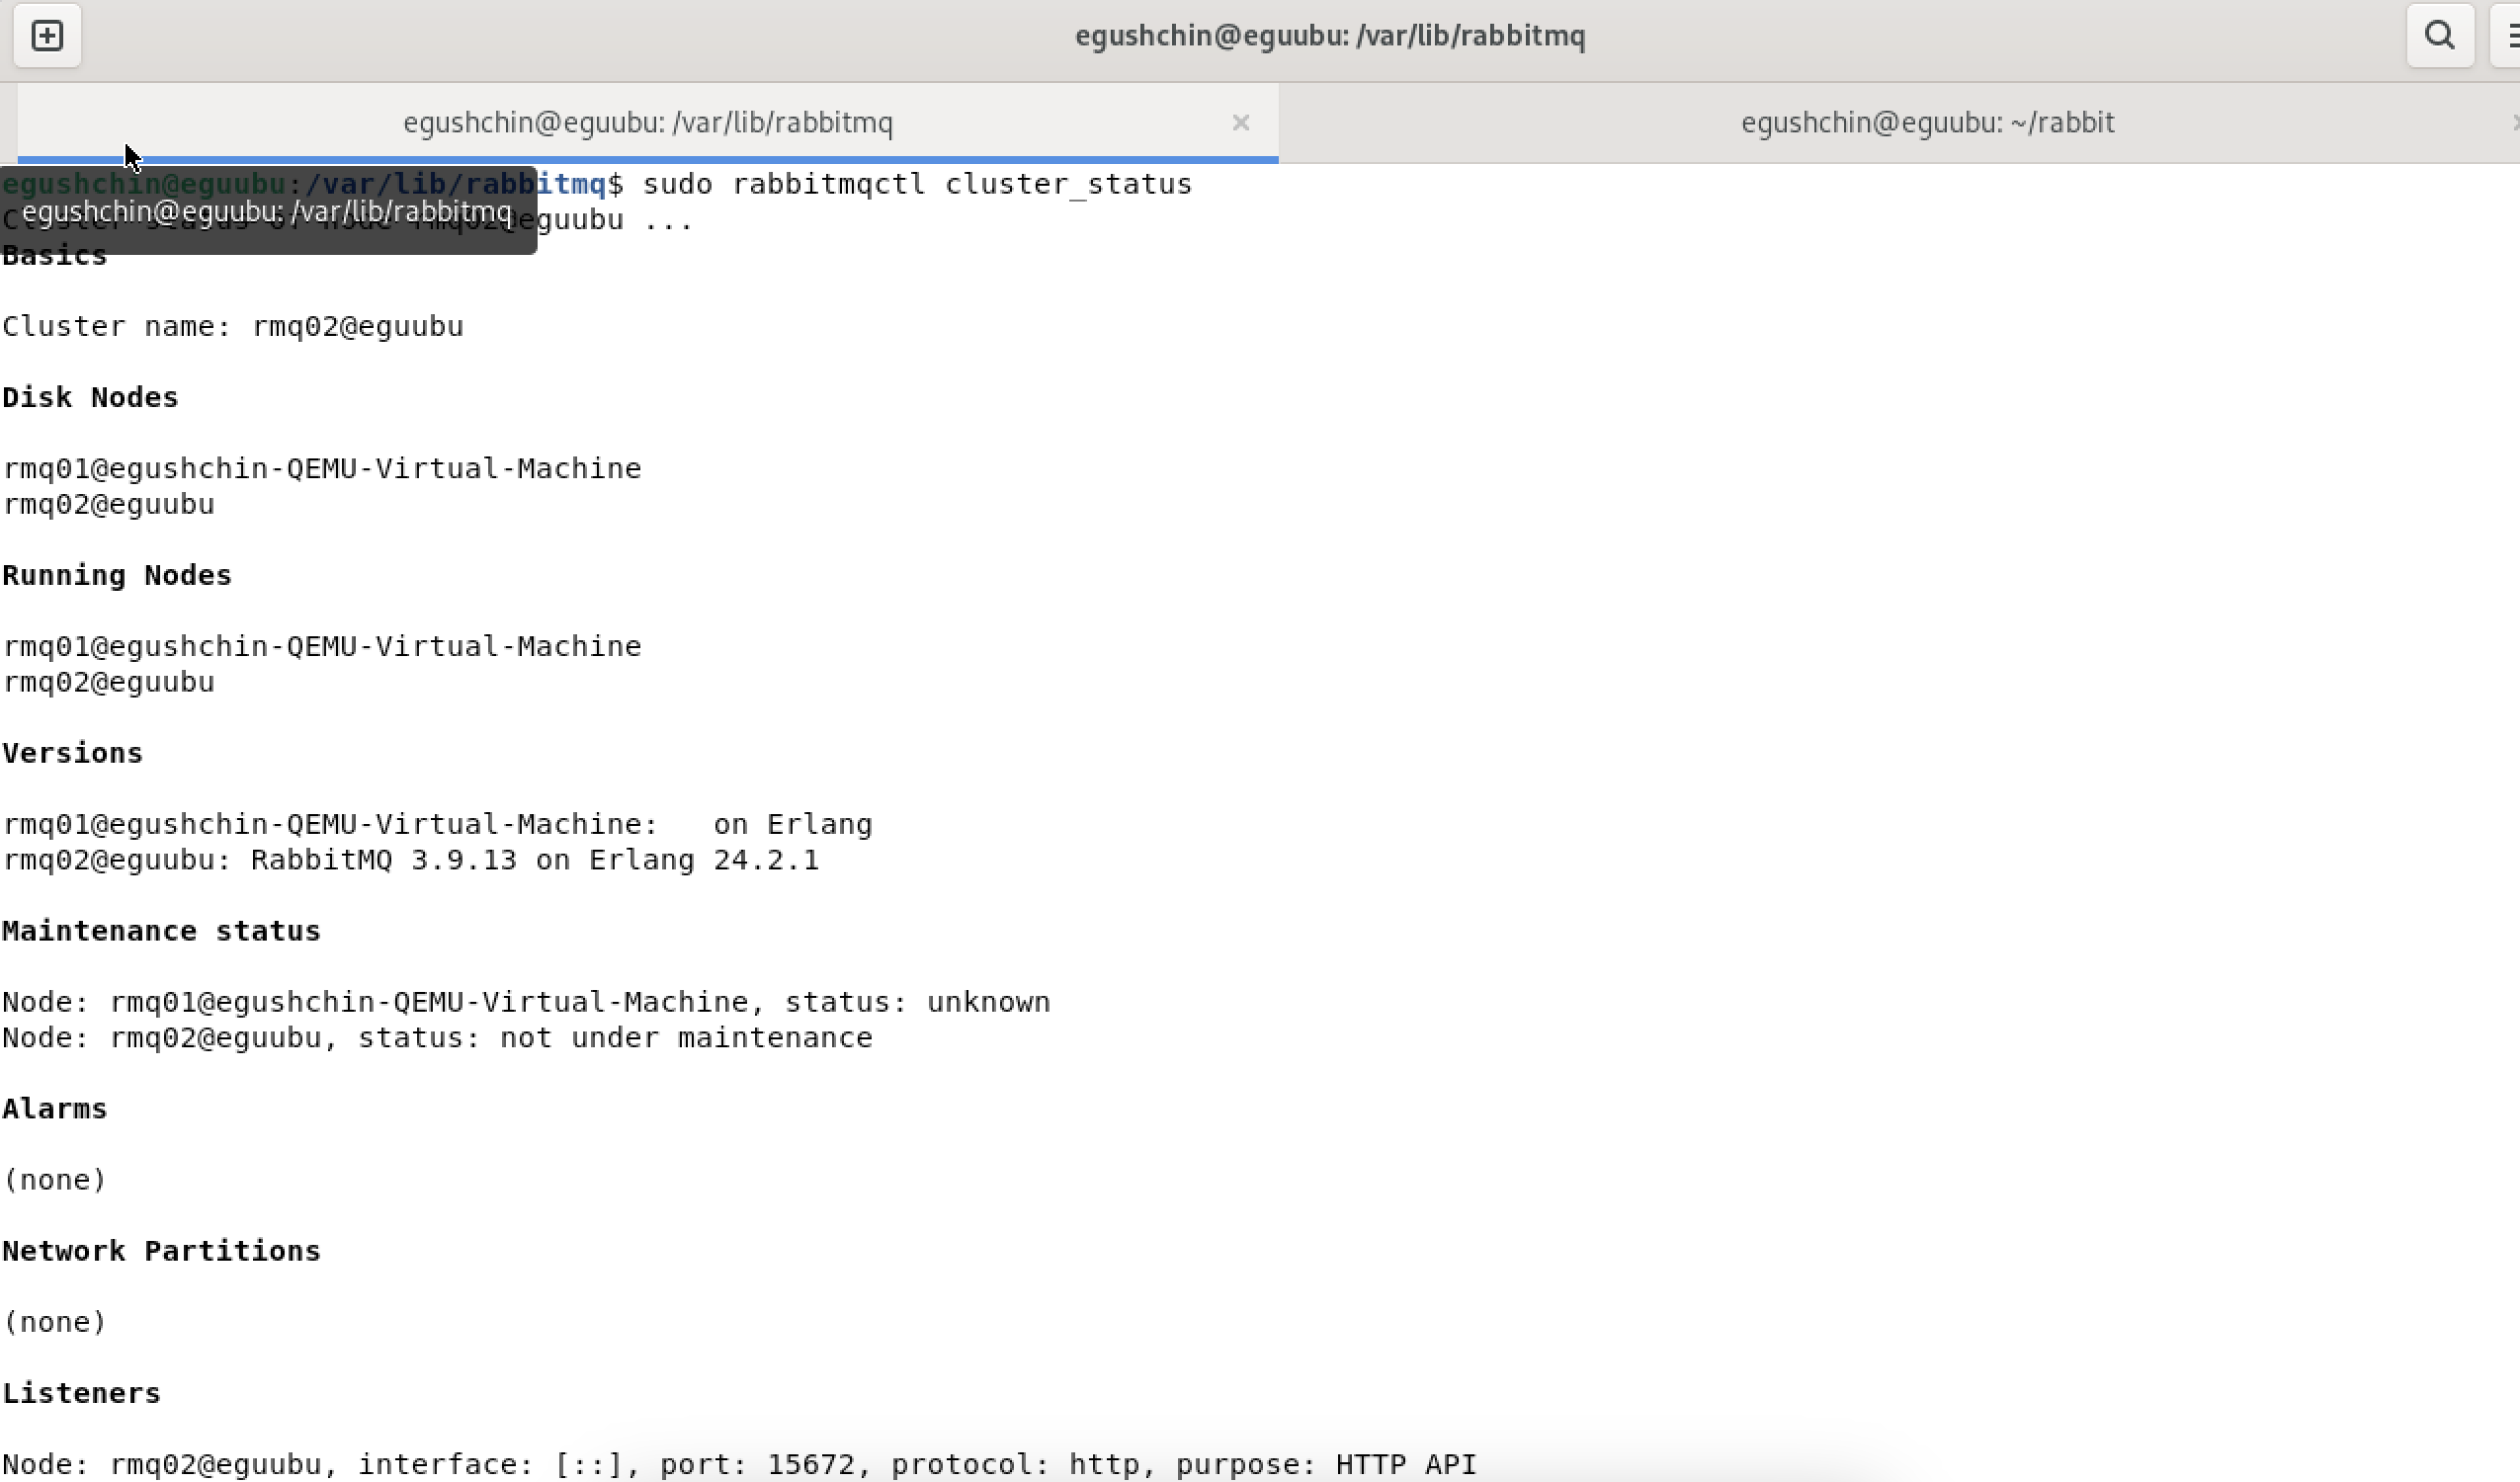 egushchin@eguubu: /var/lib/rabbitmq
egushchin@eguubu: /var/lib/rabbitmq
egushchin@eguubu: ~/rabbit
egushchin@eguubu:/var/lib/rabbitmq$ sudo rabbitmqctl cluster_status
egushchin@eguubu: /var/lib/rabbitmq
Cluster status of node rmq02@eguubu ...
Basics
Cluster name: rmq02@eguubu
Disk Nodes
rmq01@egushchin-QEMU-Virtual-Machine
rmq02@eguubu
Running Nodes
rmq01@egushchin-QEMU-Virtual-Machine
rmq02@eguubu
Versions
rmq01@egushchin-QEMU-Virtual-Machine:   on Erlang
rmq02@eguubu: RabbitMQ 3.9.13 on Erlang 24.2.1
Maintenance status
Node: rmq01@egushchin-QEMU-Virtual-Machine, status: unknown
Node: rmq02@eguubu, status: not under maintenance
Alarms
(none)
Network Partitions
(none)
Listeners
Node: rmq02@eguubu, interface: [::], port: 15672, protocol: http, purpose: HTTP API